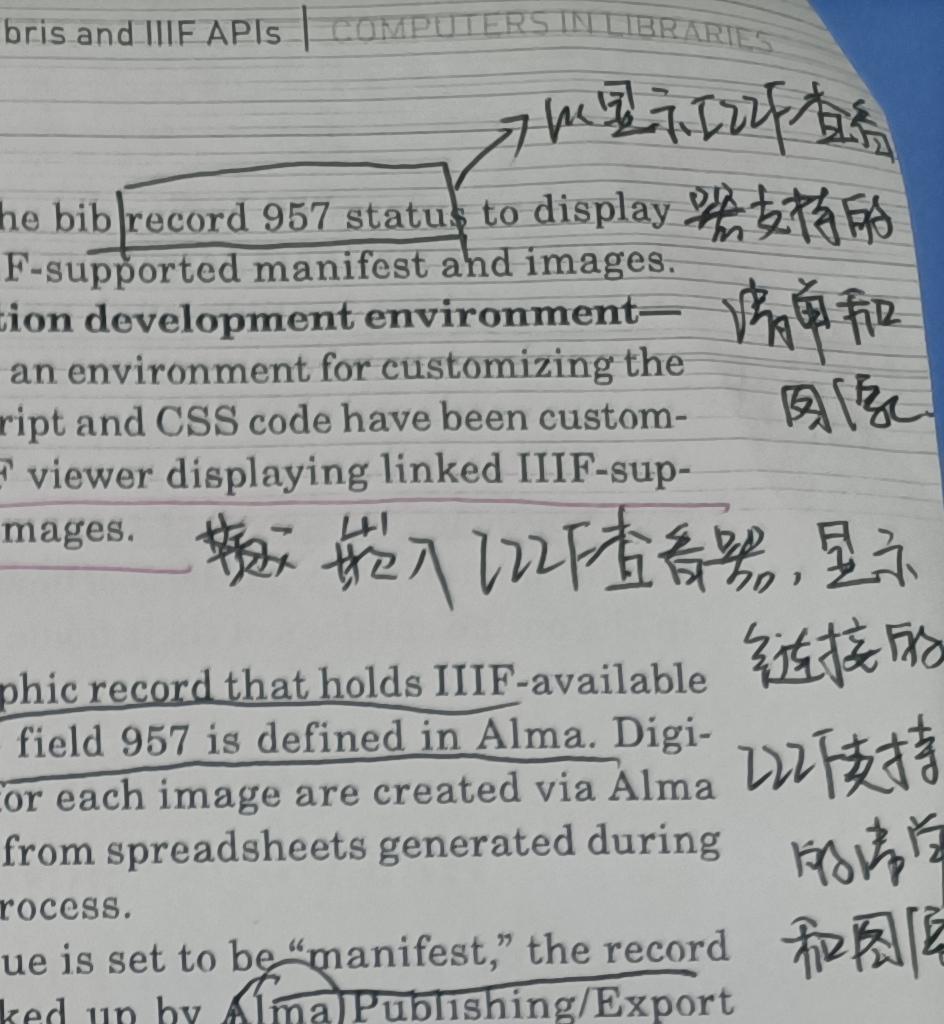 bris and IIIF APIs | COMPUTERS IN LIBRARIES
以显示IIIF查看
he bib record 957 status to display
器支持的
F-supported manifest and images.
tion development environment—
清单和
an environment for customizing the
图像
ript and CSS code have been custom-
F viewer displaying linked IIIF-sup-
mages.
嵌入IIIF查看器,显示
链接的
phic record that holds IIIF-available
field 957 is defined in Alma. Digi-
IIIF支持
or each image are created via Alma
的清单
from spreadsheets generated during
rocess.
和图像
ue is set to be “manifest,” the record
ked up by Alma Publishing/Export